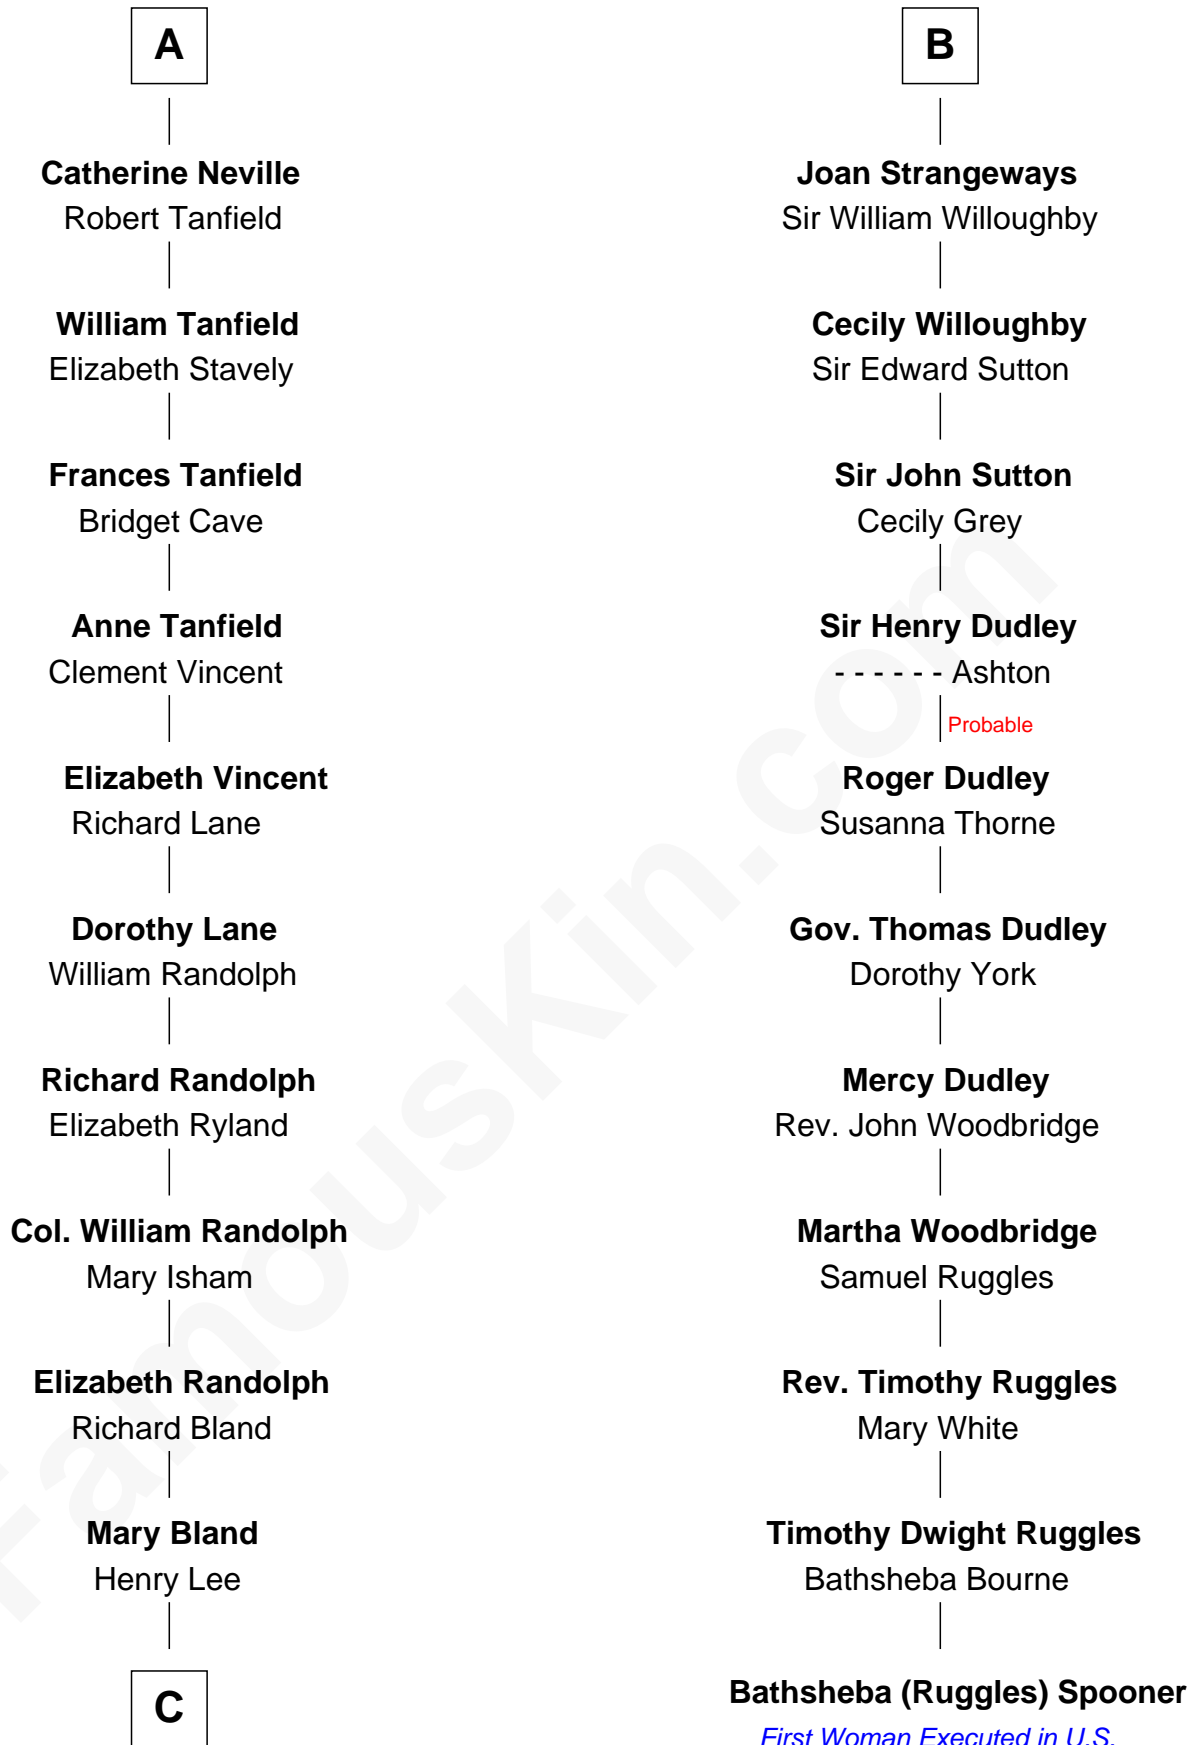 A
Catherine Neville
Robert Tanfield
William Tanfield
Elizabeth Stavely
Frances Tanfield
Bridget Cave
Anne Tanfield
Clement Vincent
Elizabeth Vincent
Richard Lane
Dorothy Lane
William Randolph
Richard Randolph
Elizabeth Ryland
Col. William Randolph
Mary Isham
Elizabeth Randolph
Richard Bland
Mary Bland
Henry Lee
C
B
Joan Strangeways
Sir William Willoughby
Cecily Willoughby
Sir Edward Sutton
Sir John Sutton
Cecily Grey
Sir Henry Dudley
- - - - - - Ashton
Probable
Roger Dudley
Susanna Thorne
Gov. Thomas Dudley
Dorothy York
Mercy Dudley
Rev. John Woodbridge
Martha Woodbridge
Samuel Ruggles
Rev. Timothy Ruggles
Mary White
Timothy Dwight Ruggles
Bathsheba Bourne
Bathsheba (Ruggles) Spooner
First Woman Executed in U.S.
FamousKin.com